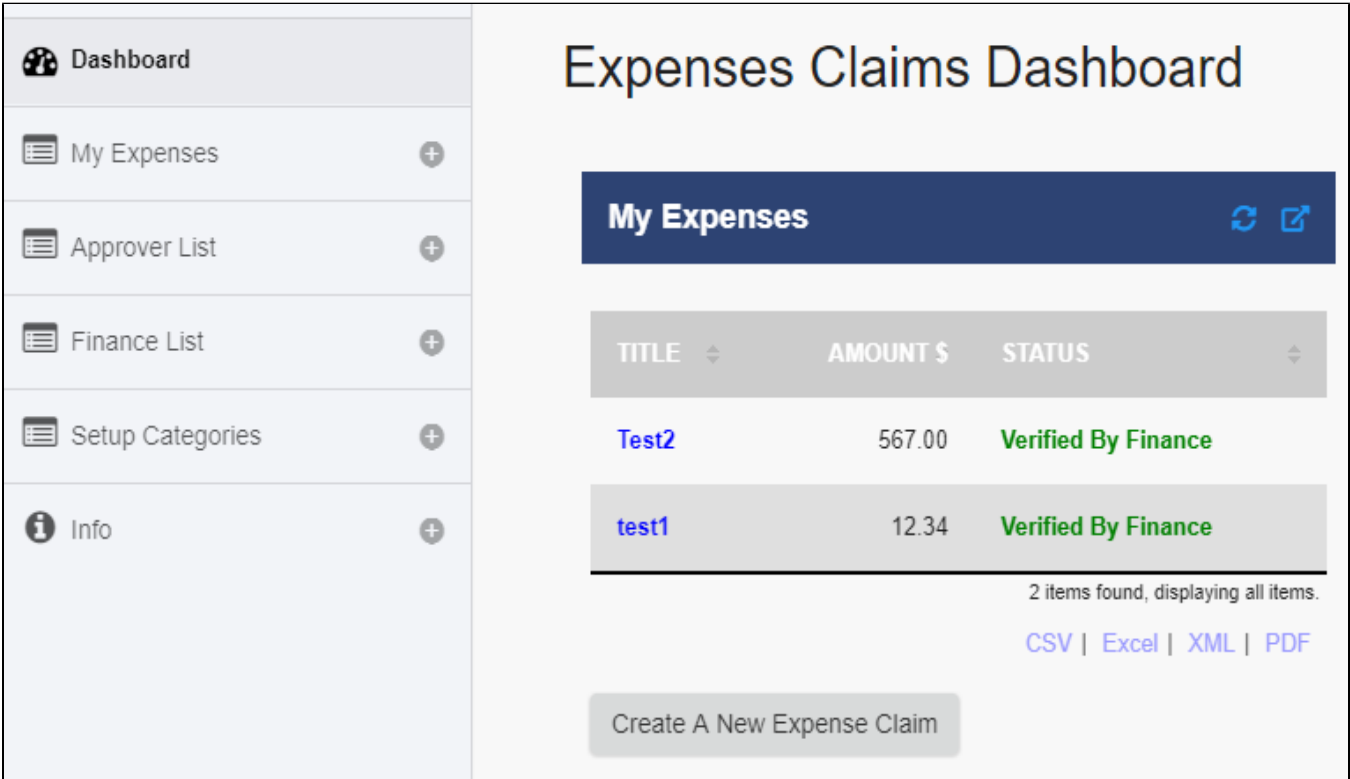 Dashboard
My Expenses
Approver List
Finance List
Setup Categories
Info
Expenses Claims Dashboard
My Expenses
TITLE AMOUNT $ STATUS
Test2 567.00 Verified By Finance
test1 12.34 Verified By Finance
2 items found, displaying all items.
CSV | Excel | XML | PDF
Create A New Expense Claim